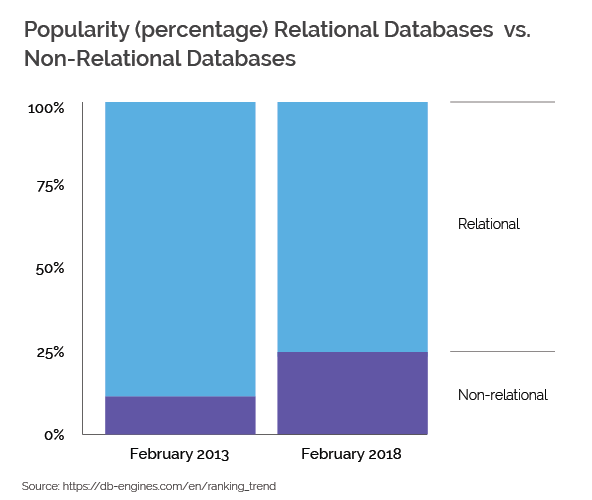 Popularity (percentage) Relational Databases vs.
Non-Relational Databases
100%
75%
50%
25%
0%
Relational
Non-relational
February 2013
February 2018
Source: https://db-engines.com/en/ranking_trend